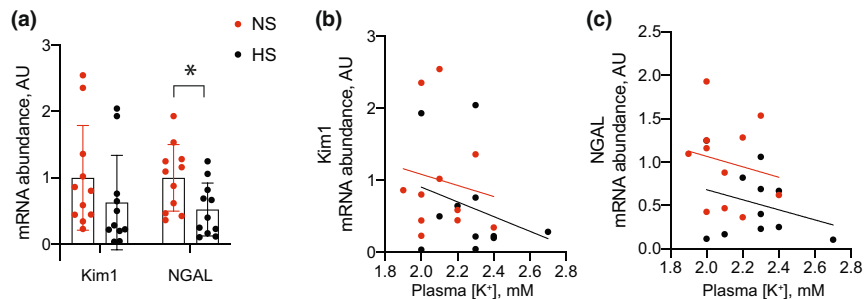 (a)
NS
HS
mRNA abundance, AU
3
2
1
0
*
Kim1
NGAL
(b)
Kim1
mRNA abundance, AU
3
2
1
0
1.8
2.0
2.2
2.4
2.6
2.8
Plasma [K⁺], mM
(c)
NGAL
mRNA abundance, AU
2.5
2.0
1.5
1.0
0.5
0.0
1.8
2.0
2.2
2.4
2.6
2.8
Plasma [K⁺], mM